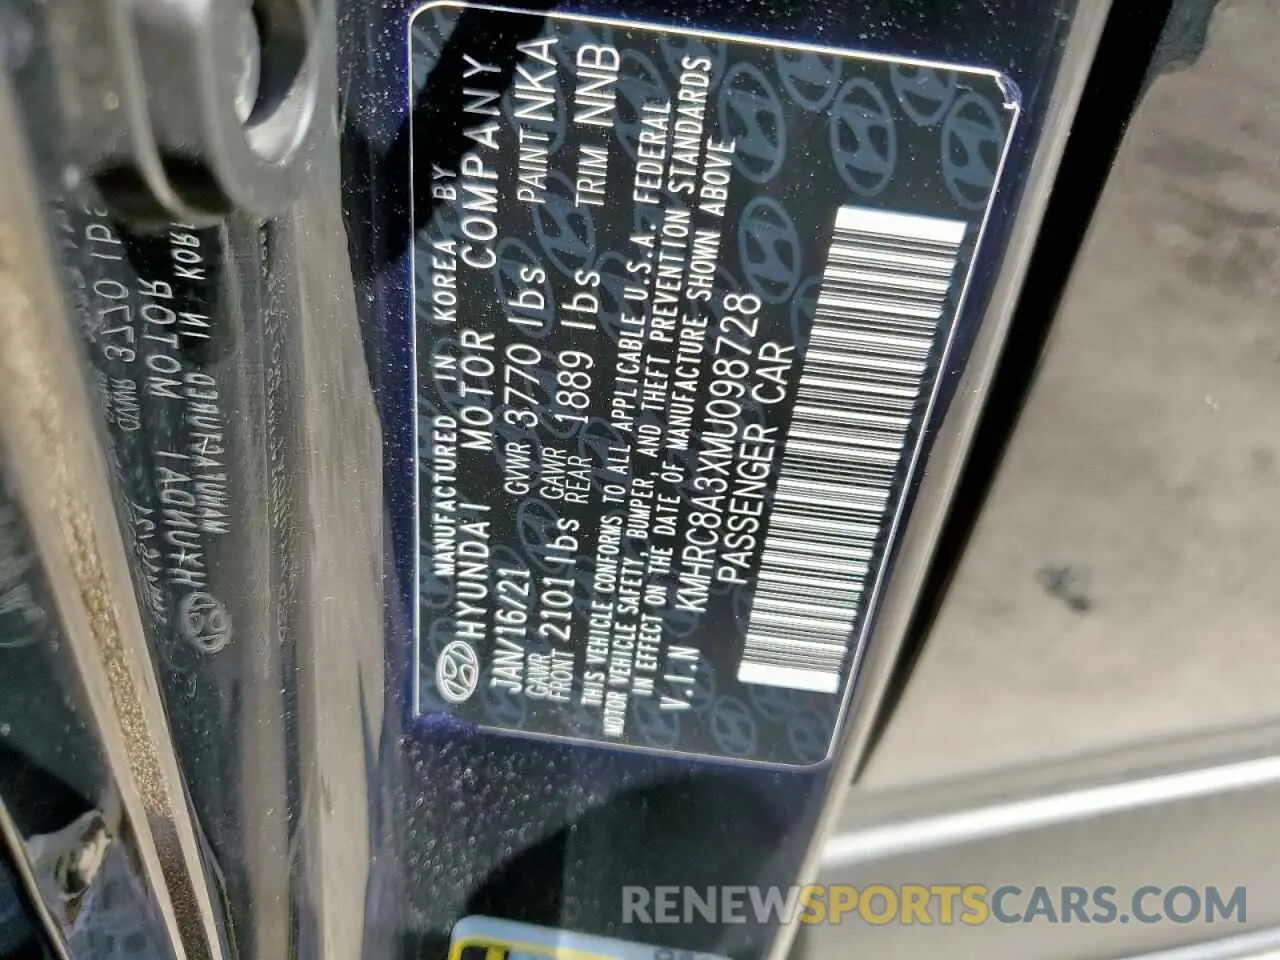 MANUFACTURED IN KOREA BY
HYUNDAI MOTOR COMPANY
JAN/16/21 GVWR 3770 lbs PAINT NKA
GAWR FRONT 2101 lbs GAWR REAR 1889 lbs TRIM NNB
THIS VEHICLE CONFORMS TO ALL APPLICABLE U.S.A. FEDERAL
MOTOR VEHICLE SAFETY, BUMPER, AND THEFT PREVENTION STANDARDS
IN EFFECT ON THE DATE OF MANUFACTURE SHOWN ABOVE
V.I.N KMHRC8A3XMU098728
PASSENGER CAR
RENEWSPORTSCARS.COM